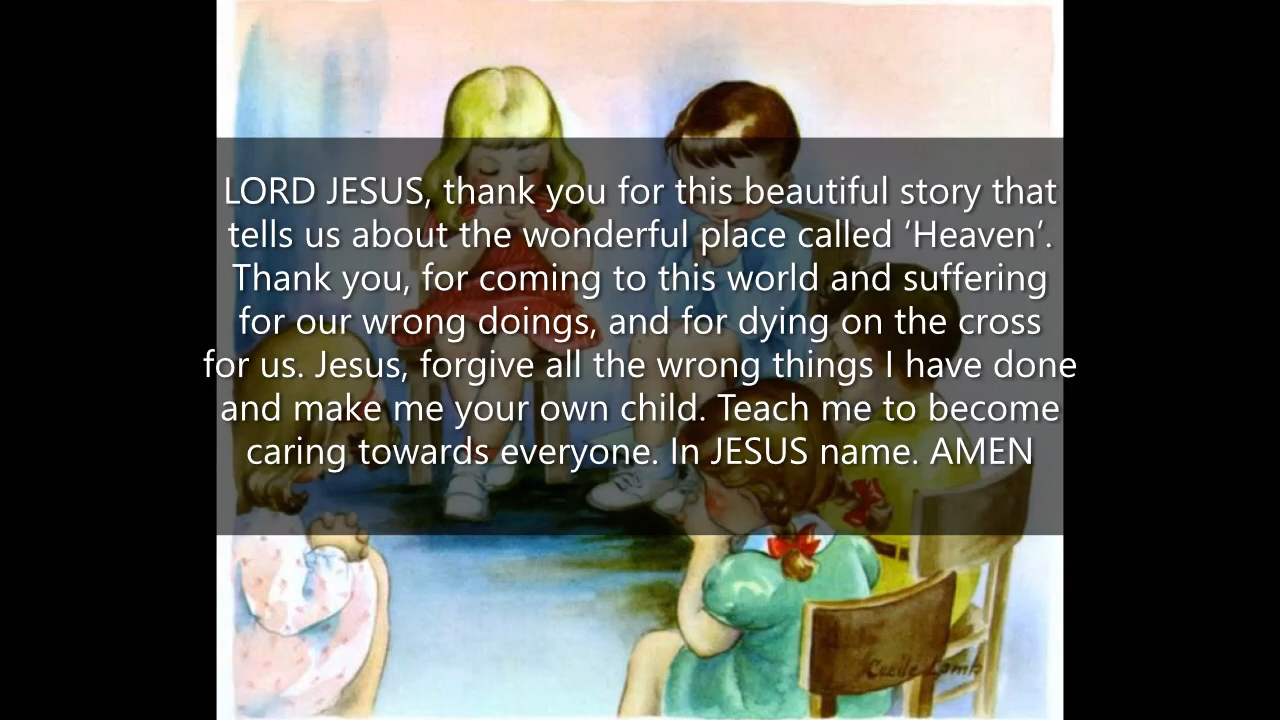 LORD JESUS, thank you for this beautiful story that
tells us about the wonderful place called ‘Heaven’.
Thank you, for coming to this world and suffering
for our wrong doings, and for dying on the cross
for us. Jesus, forgive all the wrong things I have done
and make me your own child. Teach me to become
caring towards everyone. In JESUS name. AMEN
Cecile Lamb